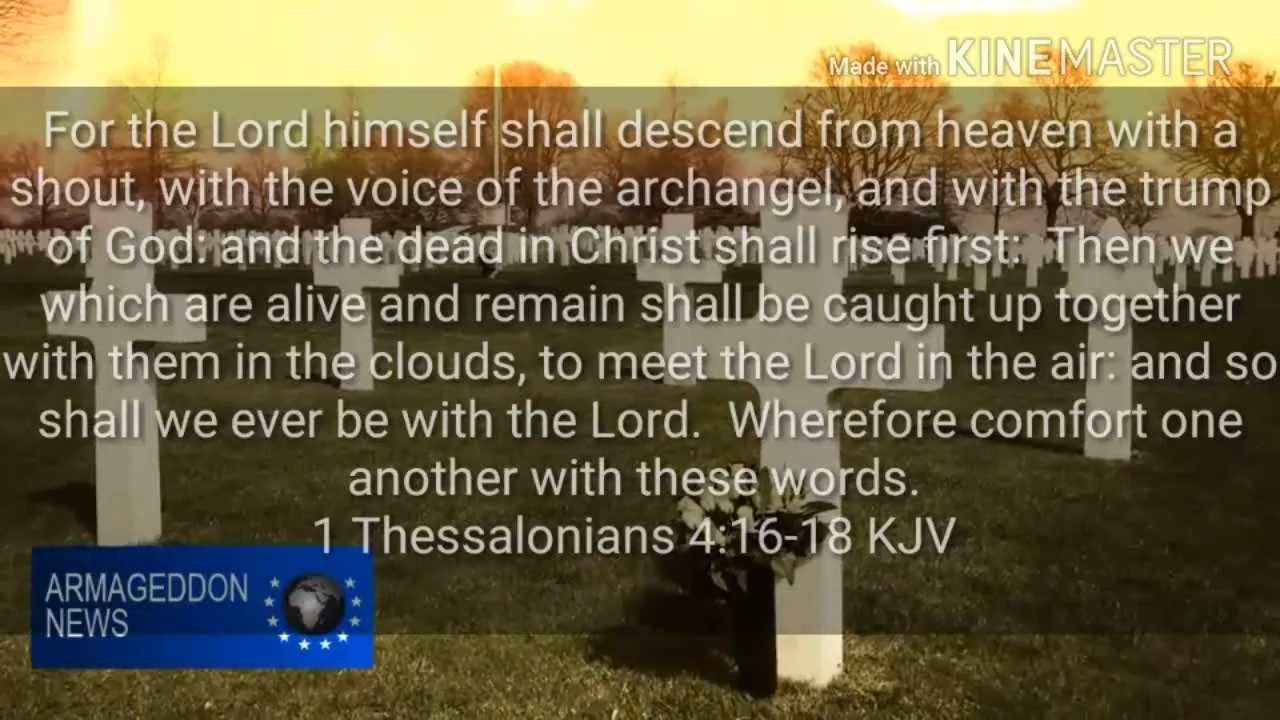 Made with KINEMASTER
For the Lord himself shall descend from heaven with a
shout, with the voice of the archangel, and with the trump
of God: and the dead in Christ shall rise first:  Then we
which are alive and remain shall be caught up together
with them in the clouds, to meet the Lord in the air: and so
shall we ever be with the Lord.  Wherefore comfort one
another with these words.
1 Thessalonians 4:16-18 KJV
ARMAGEDDON
NEWS